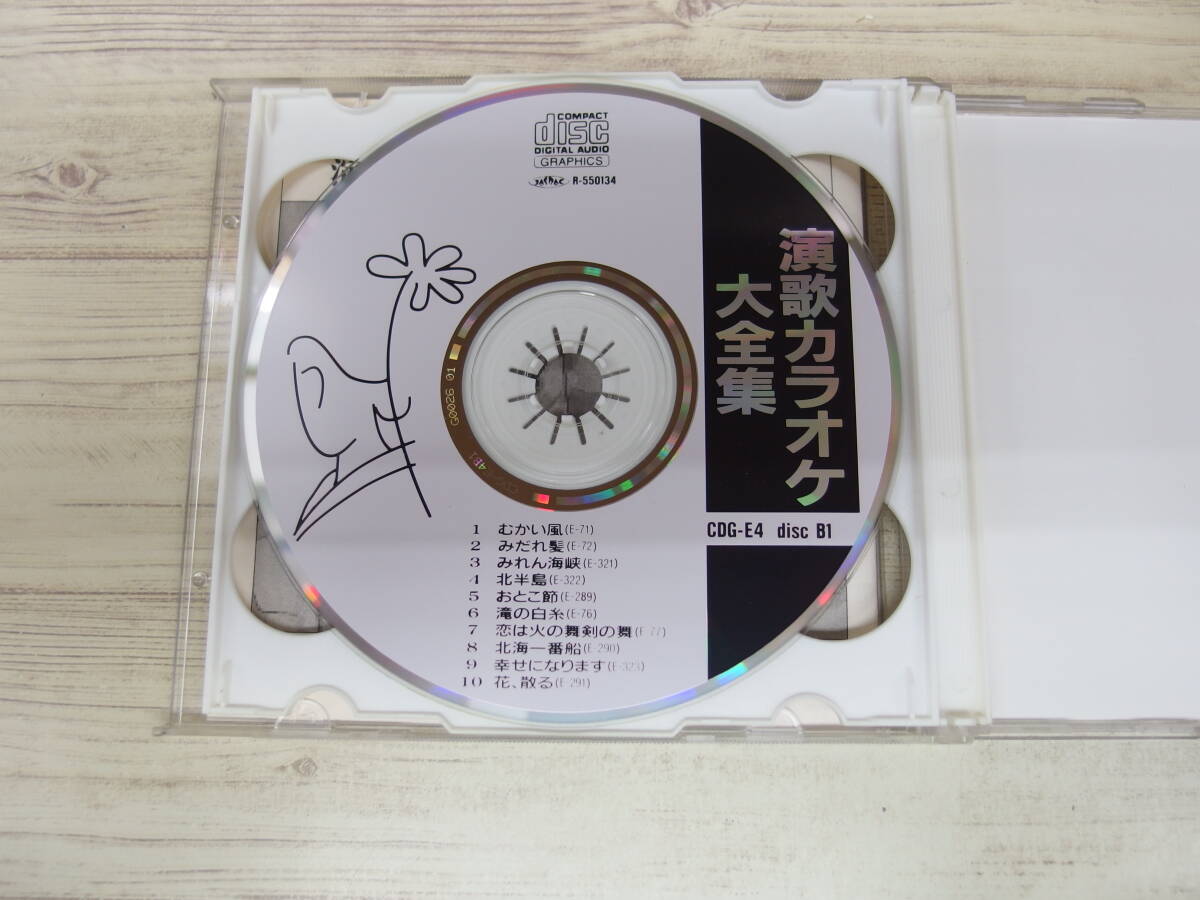 COMPACT
disc
DIGITAL AUDIO
GRAPHICS
JASRAC R-550134
演歌カラオケ
大全集
CDG-E4 disc B1
G0026 01
1 むかい風(E-71)
2 みだれ髪(E-72)
3 みれん海峡(E-321)
4 北半島(E-322)
5 おとこ節(E-289)
6 滝の白糸(E-76)
7 恋は火の舞剣の舞(E-77)
8 北海一番船(E-290)
9 幸せになります(E-323)
10 花、散る(E-291)